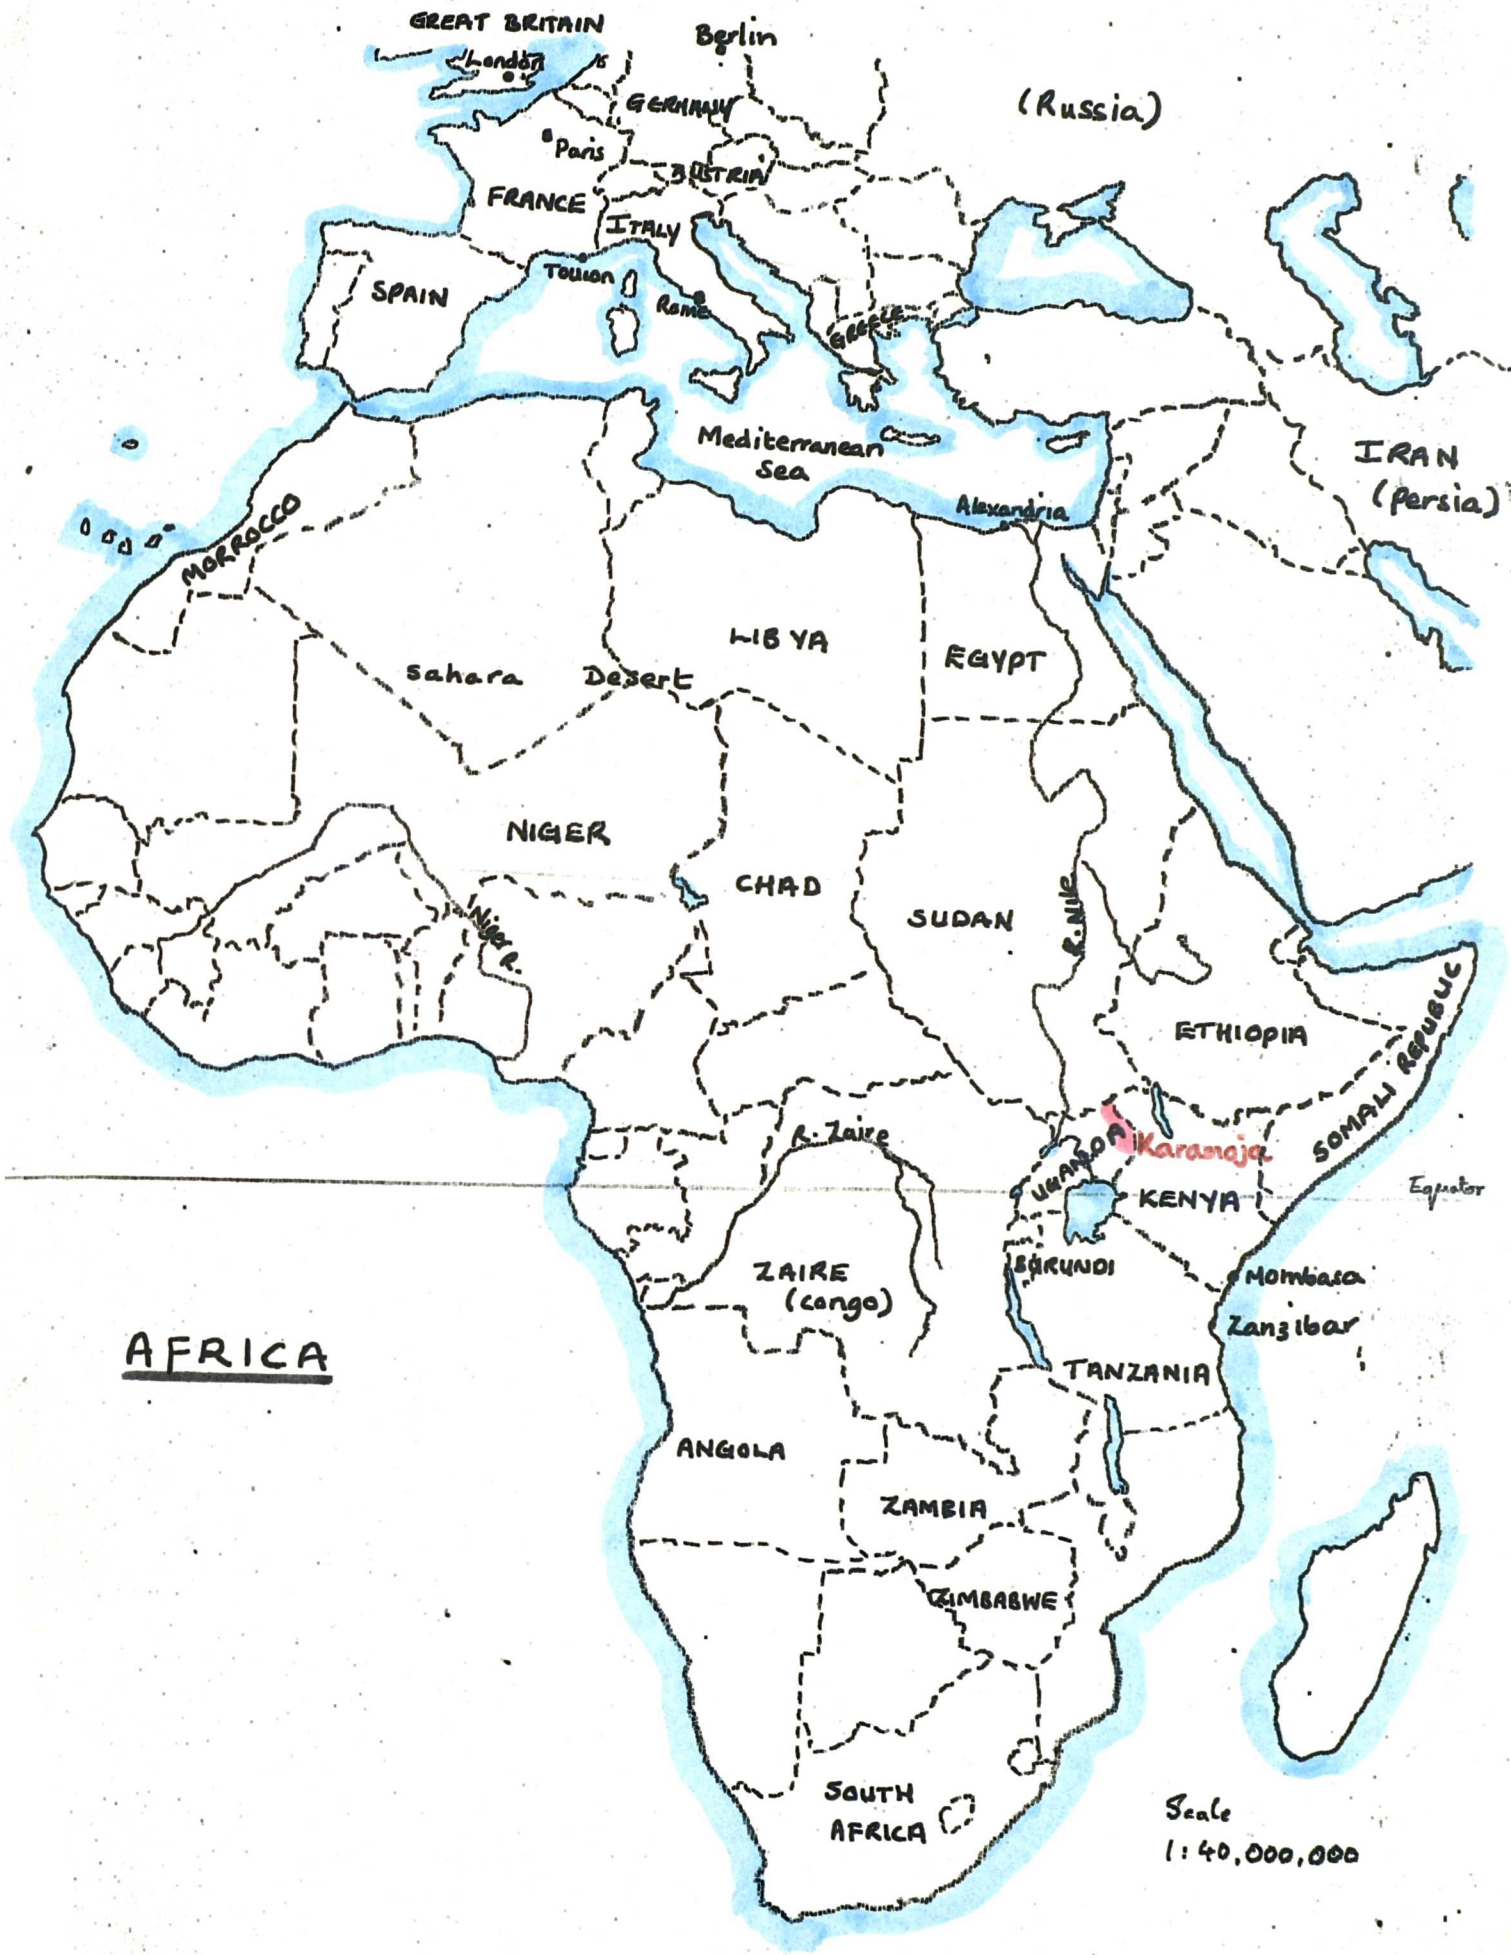 GREAT BRITAIN
Berlin
London
GERMANY
(Russia)
Paris
AUSTRIA
FRANCE
ITALY
Toulon
SPAIN
Rome
GREECE
Mediterranean
Sea
IRAN
(Persia)
Alexandria
MORROCCO
LIBYA
EGYPT
Sahara Desert
NIGER
CHAD
SUDAN
R. Nile
Niger
R.
ETHIOPIA
SOMALI REPUBLIC
R. Zaire
UGANDA
Karamoja
KENYA
Equator
ZAIRE
(Congo)
BURUNDI
Mombasa
Zanzibar
AFRICA
TANZANIA
ANGOLA
ZAMBIA
ZIMBABWE
SOUTH
AFRICA
Scale
1:40,000,000